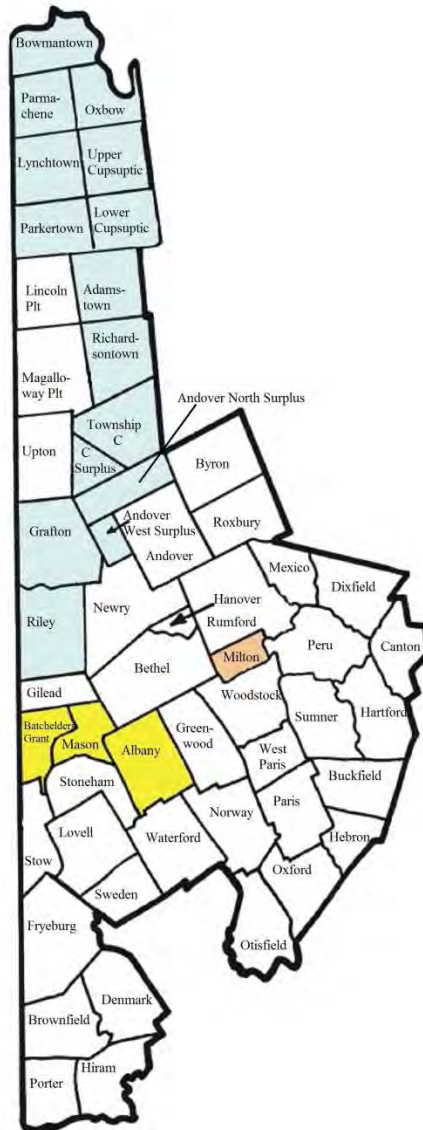 Bowmantown
Parma-
chene
Oxbow
Lynchtown
Upper
Cupsuptic
Parkertown
Lower
Cupsuptic
Lincoln
Plt
Adams-
town
Richard-
sontown
Magallo-
way Plt
Andover North Surplus
Township
C
Upton
C
Surplus
Byron
Grafton
Andover
West Surplus
Andover
Roxbury
Mexico
Dixfield
Newry
Hanover
Rumford
Riley
Peru
Canton
Milton
Bethel
Gilead
Woodstock
Sumner
Hartford
Batchelders
Grant
Mason
Albany
Green-
wood
West
Paris
Buckfield
Stoneham
Norway
Paris
Lovell
Waterford
Hebron
Stow
Oxford
Sweden
Fryeburg
Otisfield
Denmark
Brownfield
Hiram
Porter